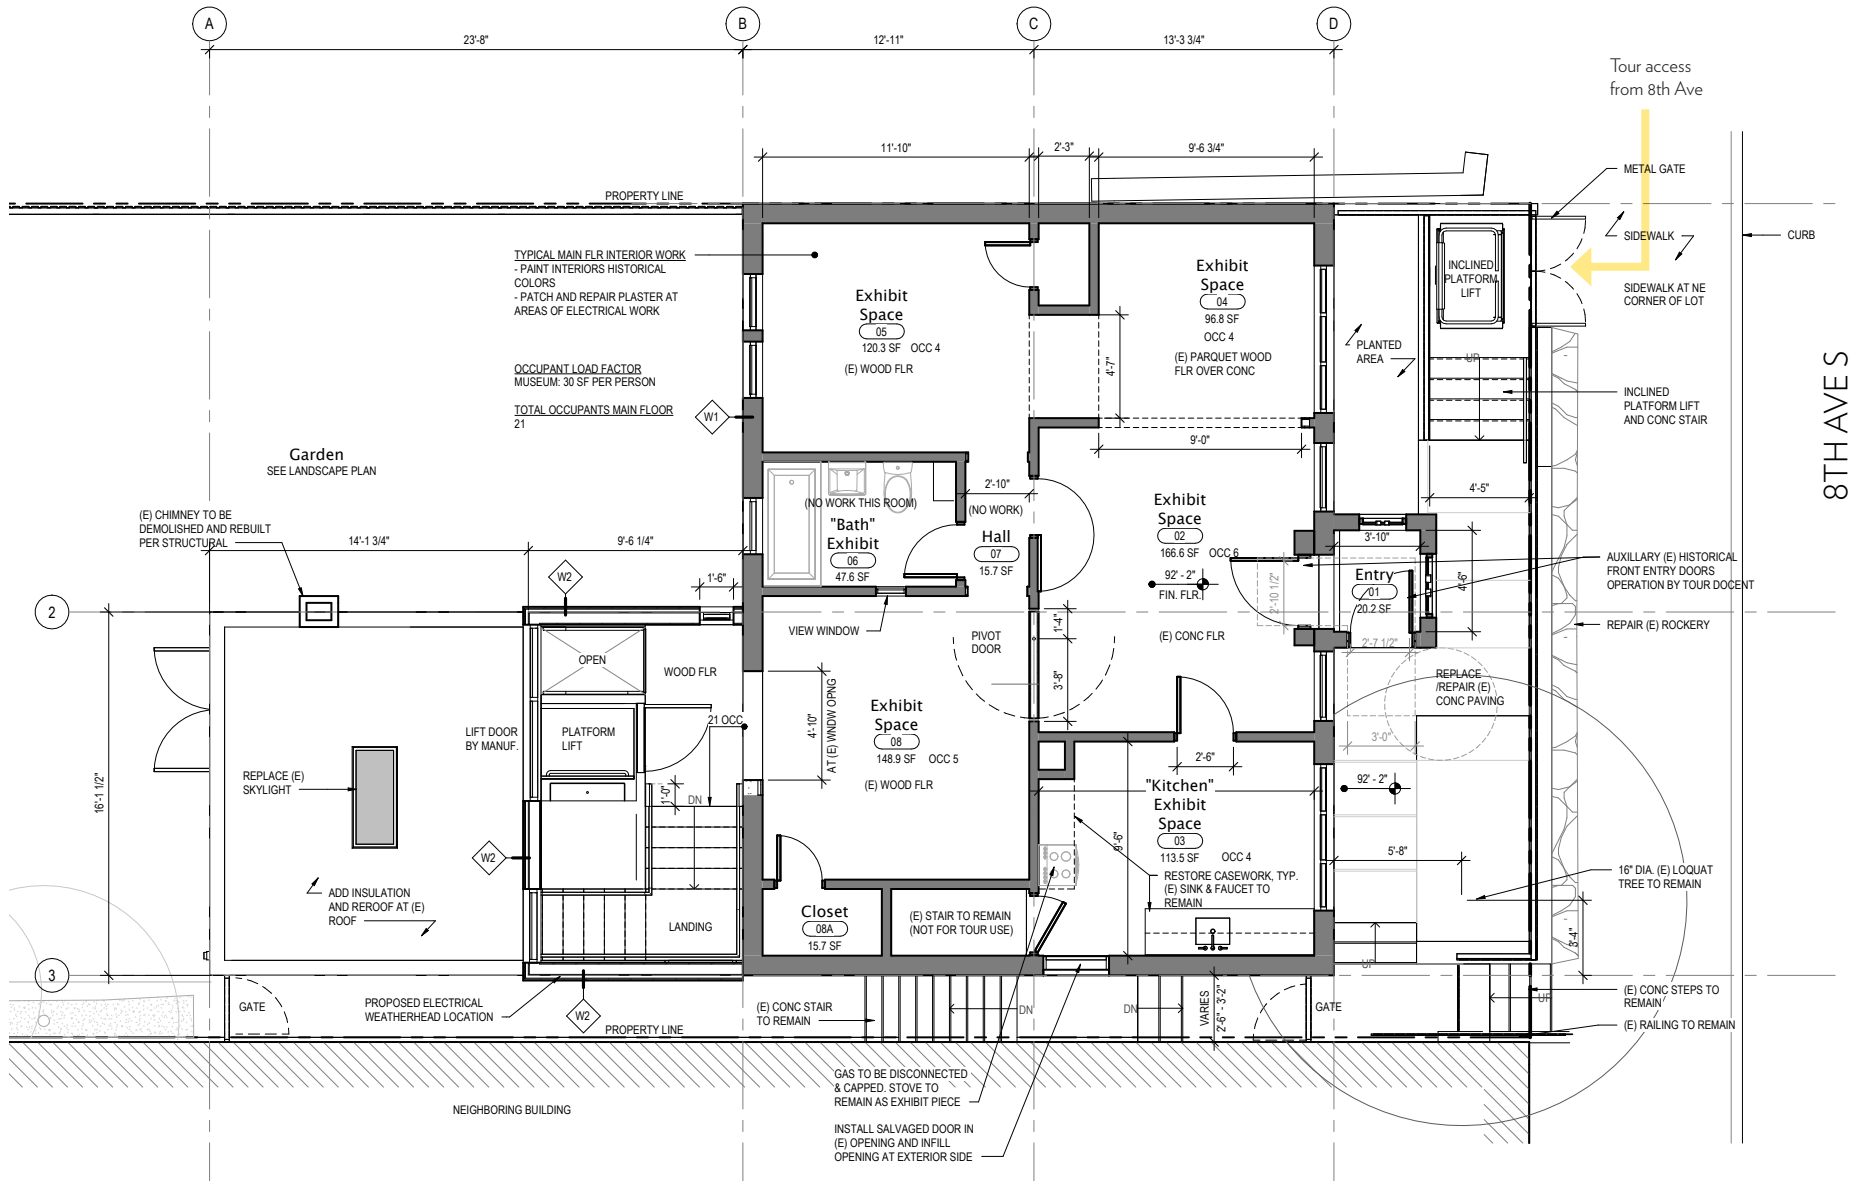 A
B
C
D
23'-8"
12'-11"
13'-3 3/4"
Tour access
from 8th Ave
11'-10"
2'-3"
9'-6 3/4"
METAL GATE
PROPERTY LINE
SIDEWALK
CURB
TYPICAL MAIN FLR INTERIOR WORK
- PAINT INTERIORS HISTORICAL
COLORS
- PATCH AND REPAIR PLASTER AT
AREAS OF ELECTRICAL WORK
Exhibit
Space
05
120.3 SF OCC 4
(E) WOOD FLR
Exhibit
Space
04
96.8 SF
OCC 4
(E) PARQUET WOOD
FLR OVER CONC
INCLINED
PLATFORM
LIFT
SIDEWALK AT NE
CORNER OF LOT
PLANTED
AREA
UP
4'-7"
OCCUPANT LOAD FACTOR
MUSEUM: 30 SF PER PERSON
TOTAL OCCUPANTS MAIN FLOOR
21
W1
INCLINED
PLATFORM LIFT
AND CONC STAIR
8TH AVE S
9'-0"
Garden
SEE LANDSCAPE PLAN
(NO WORK THIS ROOM)
"Bath"
Exhibit
06
47.6 SF
2'-10"
(NO WORK)
Hall
07
15.7 SF
Exhibit
Space
02
166.6 SF OCC 6
92' - 2"
FIN. FLR.
(E) CONC FLR
4'-5"
3'-10"
Entry
01
20.2 SF
4'-6"
2'-10 1/2"
2'-7 1/2"
AUXILLARY (E) HISTORICAL
FRONT ENTRY DOORS
OPERATION BY TOUR DOCENT
(E) CHIMNEY TO BE
DEMOLISHED AND REBUILT
PER STRUCTURAL
14'-1 3/4"
9'-6 1/4"
W2
1'-6"
2
VIEW WINDOW
PIVOT
DOOR
1'-4"
3'-8"
REPAIR (E) ROCKERY
REPLACE
/REPAIR (E)
CONC PAVING
3'-0"
OPEN
WOOD FLR
LIFT DOOR
BY MANUF.
PLATFORM
LIFT
21 OCC
4'-10"
AT (E) WNDW OPNG
Exhibit
Space
08
148.9 SF OCC 5
(E) WOOD FLR
2'-6"
92' - 2"
REPLACE (E)
SKYLIGHT
16'-1 1/2"
1'-0"
DN
"Kitchen"
Exhibit
Space
03
113.5 SF OCC 4
9'-6"
RESTORE CASEWORK, TYP.
(E) SINK & FAUCET TO
REMAIN
5'-8"
W2
16" DIA. (E) LOQUAT
TREE TO REMAIN
ADD INSULATION
AND REROOF AT (E)
ROOF
LANDING
Closet
08A
15.7 SF
(E) STAIR TO REMAIN
(NOT FOR TOUR USE)
3'-4"
UP
3
GATE
PROPOSED ELECTRICAL
WEATHERHEAD LOCATION
W2
PROPERTY LINE
(E) CONC STAIR
TO REMAIN
DN
DN
VARIES
2'-6" - 3'-2"
GATE
UP
(E) CONC STEPS TO
REMAIN
(E) RAILING TO REMAIN
GAS TO BE DISCONNECTED
& CAPPED. STOVE TO
REMAIN AS EXHIBIT PIECE
NEIGHBORING BUILDING
INSTALL SALVAGED DOOR IN
(E) OPENING AND INFILL
OPENING AT EXTERIOR SIDE